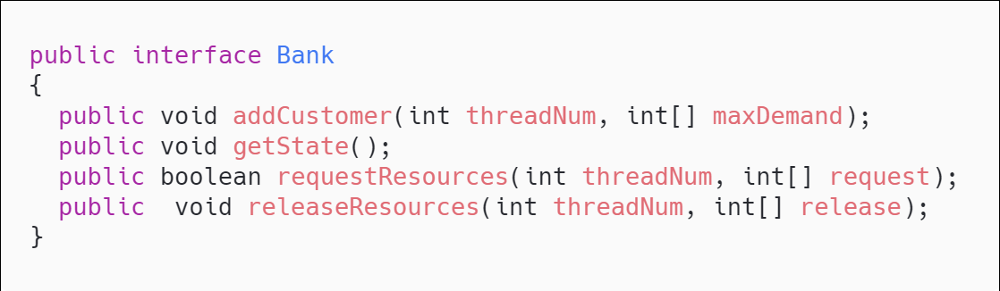 public interface Bank
{
  public void addCustomer(int threadNum, int[] maxDemand);
  public void getState();
  public boolean requestResources(int threadNum, int[] request);
  public  void releaseResources(int threadNum, int[] release);
}